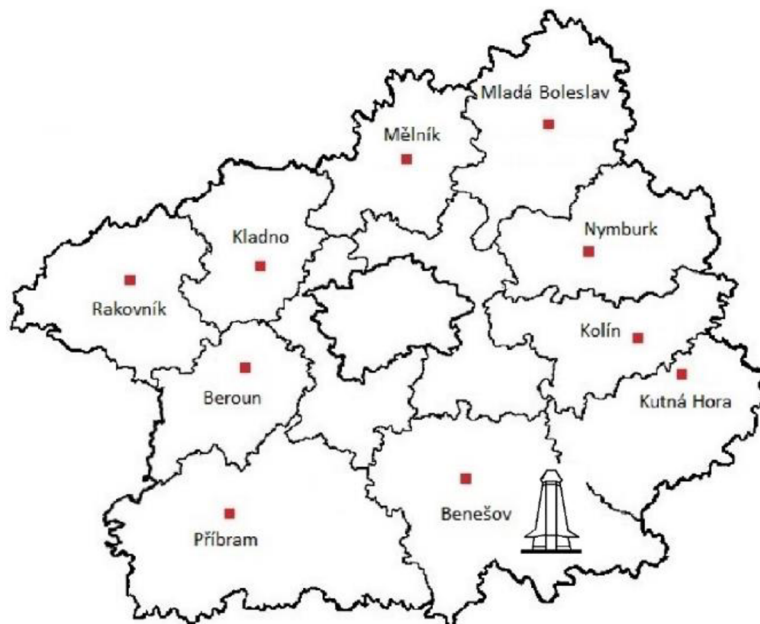 Mladá Boleslav
Mělník
Nymburk
Kladno
Rakovník
Kolín
Beroun
Kutná Hora
Benešov
Příbram